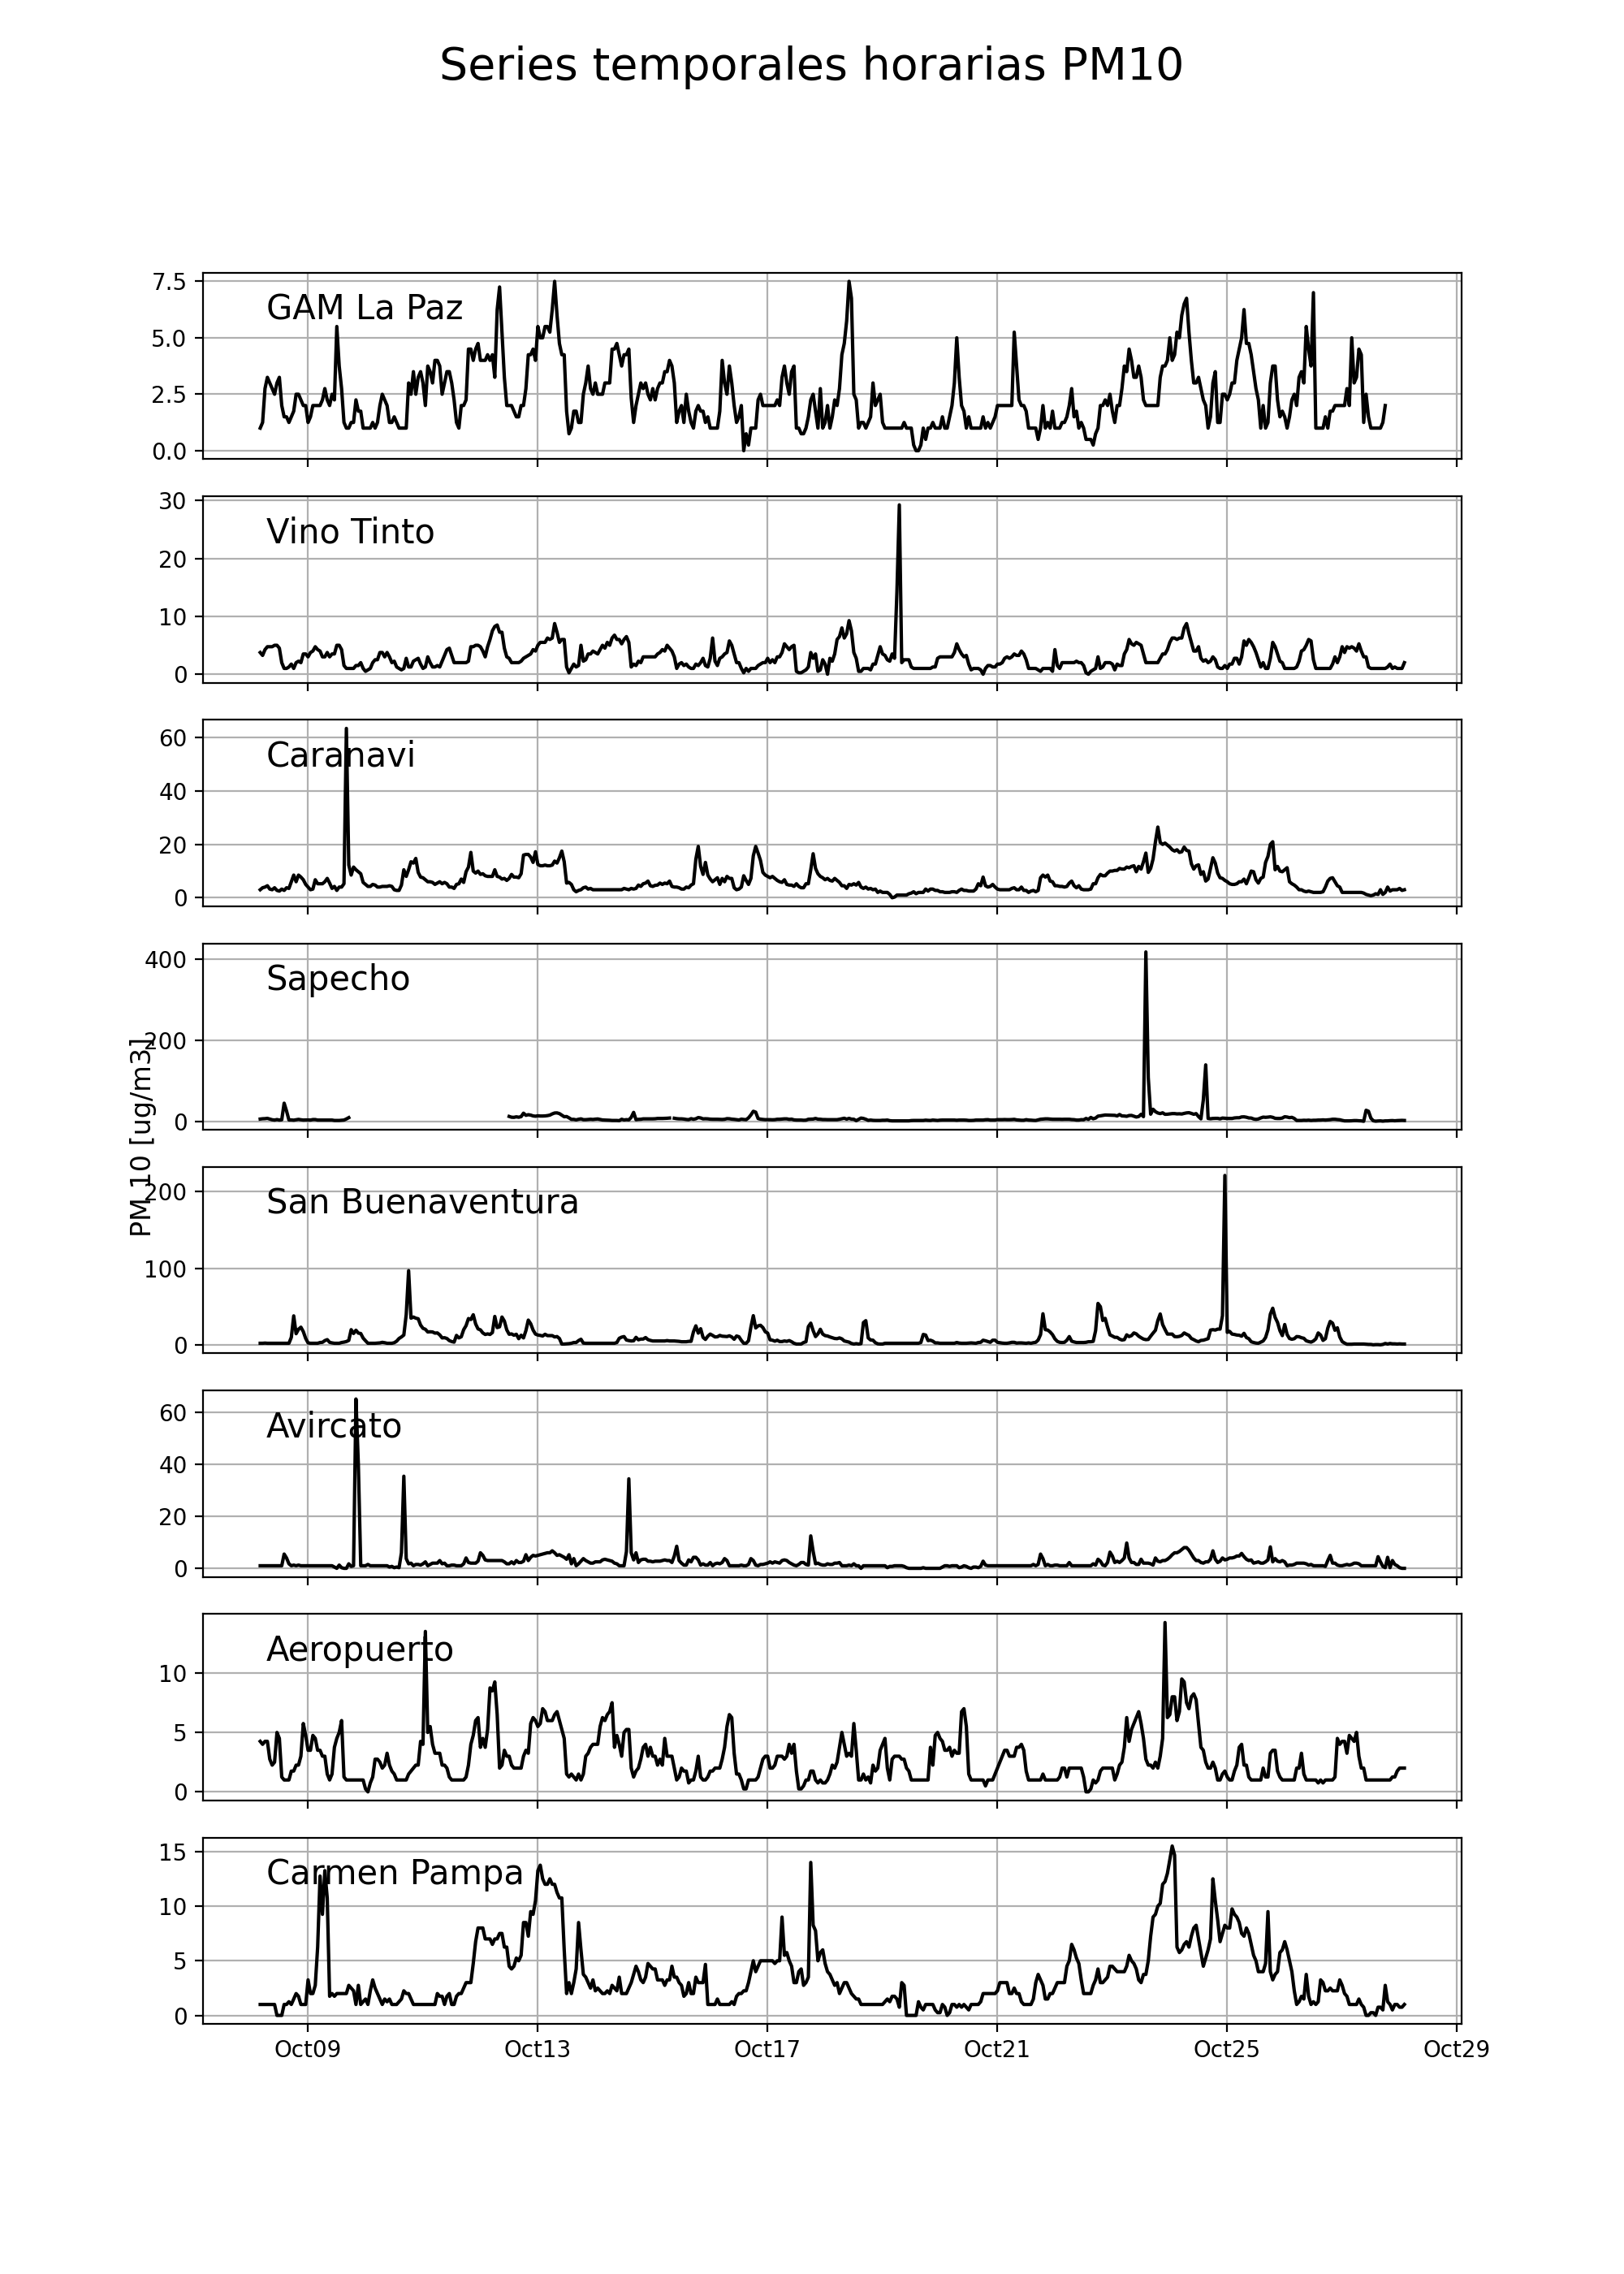 Series temporales horarias PM10
7.5
GAM La Paz
5.0
2.5
0.0
30
Vino Tinto
20
10
0
60
Caranavi
40
20
0
400
Sapecho
200
0
PM 10 [ug/m3]
200
San Buenaventura
100
0
60
Avircato
40
20
0
Aeropuerto
10
5
0
15
Carmen Pampa
10
5
0
Oct09 Oct13 Oct17 Oct21 Oct25 Oct29